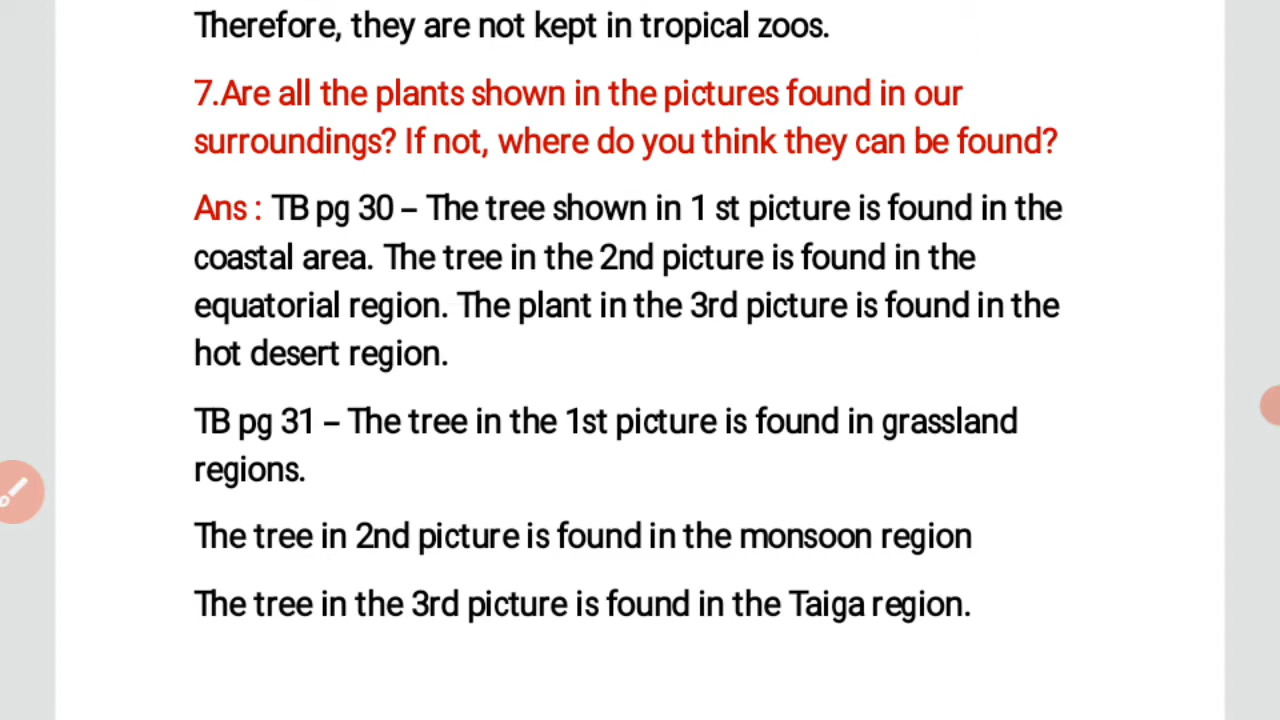 Therefore, they are not kept in tropical zoos.
7.Are all the plants shown in the pictures found in our
surroundings? If not, where do you think they can be found?
Ans : TB pg 30 – The tree shown in 1 st picture is found in the
coastal area. The tree in the 2nd picture is found in the
equatorial region. The plant in the 3rd picture is found in the
hot desert region.
TB pg 31 – The tree in the 1st picture is found in grassland
regions.
The tree in 2nd picture is found in the monsoon region
The tree in the 3rd picture is found in the Taiga region.